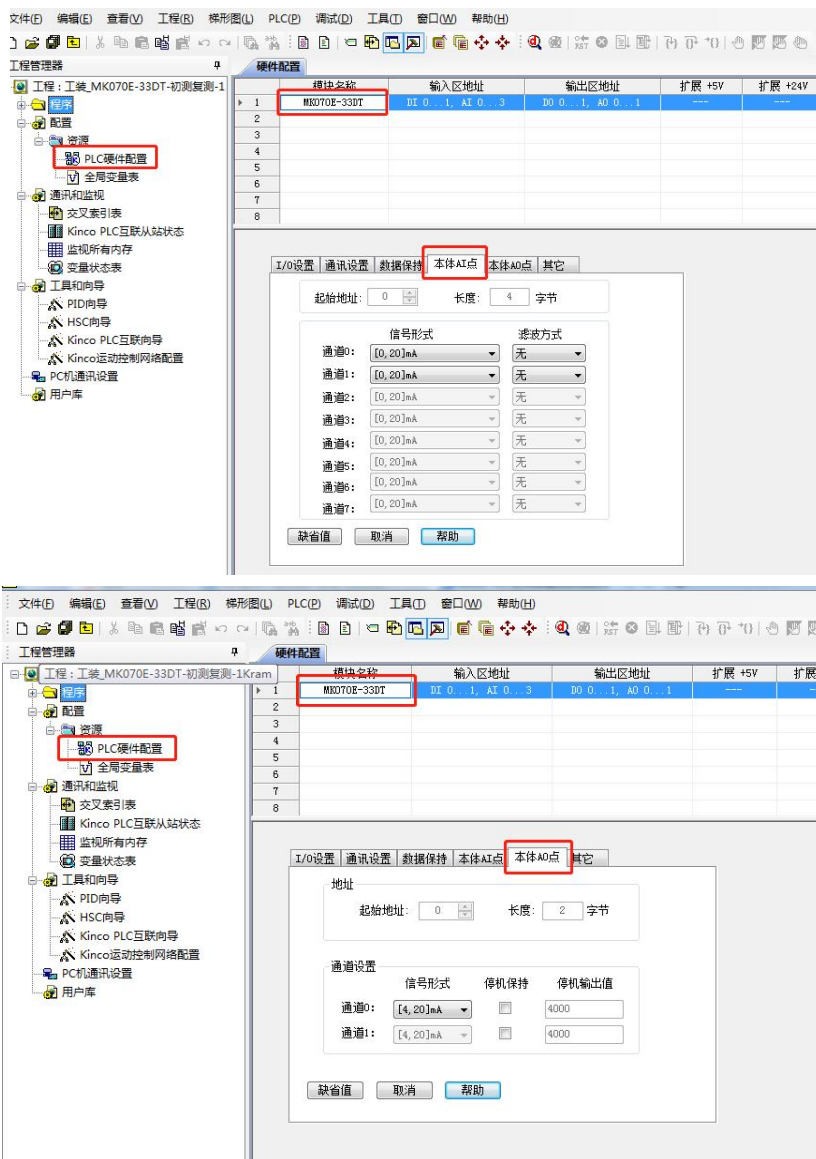 文件(F) 编辑(E) 查看(V) 工程(R) 梯形图(L) PLC(P) 调试(D) 工具(T) 窗口(W) 帮助(H)
工程管理器
硬件配置
工程：工装_MK070E-33DT-初测复测-1
程序
配置
资源
PLC硬件配置
全局变量表
通讯和监视
交叉索引表
Kinco PLC互联从站状态
监视所有内存
变量状态表
工具和向导
PID向导
HSC向导
Kinco PLC互联向导
Kinco运动控制网络配置
PC机通讯设置
用户库
模块名称 输入区地址 输出区地址 扩展 +5V 扩展 +24V
1 MK070E-33DT DI 0...1, AI 0...3 DO 0...1, AO 0...1 ---- ----
2
3
4
5
6
7
8
I/O设置 通讯设置 数据保持 本体AI点 本体AO点 其它
起始地址: 0 长度: 4 字节
信号形式 滤波方式
通道0: [0,20]mA 无
通道1: [0,20]mA 无
通道2: [0,20]mA 无
通道3: [0,20]mA 无
通道4: [0,20]mA 无
通道5: [0,20]mA 无
通道6: [0,20]mA 无
通道7: [0,20]mA 无
缺省值 取消 帮助
文件(F) 编辑(E) 查看(V) 工程(R) 梯形图(L) PLC(P) 调试(D) 工具(T) 窗口(W) 帮助(H)
工程管理器
硬件配置
工程：工装_MK070E-33DT-初测复测-1Kram
程序
配置
资源
PLC硬件配置
全局变量表
通讯和监视
交叉索引表
Kinco PLC互联从站状态
监视所有内存
变量状态表
工具和向导
PID向导
HSC向导
Kinco PLC互联向导
Kinco运动控制网络配置
PC机通讯设置
用户库
模块名称 输入区地址 输出区地址 扩展 +5V 扩展
1 MK070E-33DT DI 0...1, AI 0...3 DO 0...1, AO 0...1 ----
2
3
4
5
6
7
8
I/O设置 通讯设置 数据保持 本体AI点 本体AO点 其它
地址
起始地址: 0 长度: 2 字节
通道设置
信号形式 停机保持 停机输出值
通道0: [4,20]mA 4000
通道1: [4,20]mA 4000
缺省值 取消 帮助